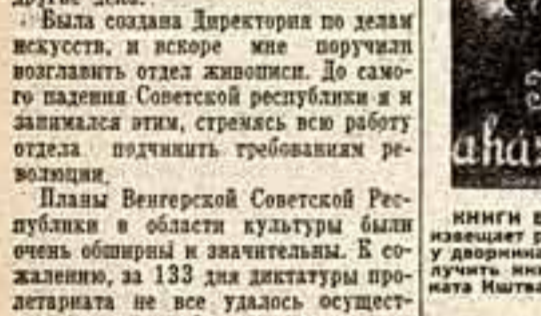 Была создана Директория по делам
искусств, и вскоре мне поручили
возглавить отдел живописи. До само-
го падения Советской республики я и
занимался этим, стремясь всю работу
отдела подчинить требованиям ре-
волюции.
Планы Венгерской Советской Рес-
публики в области культуры были
очень обширны и значительны. К со-
жалению, за 133 дня диктатуры про-
летариата не все удалось осущест-
КНИГИ
извещает
у дворника
лучить
ната Иштва